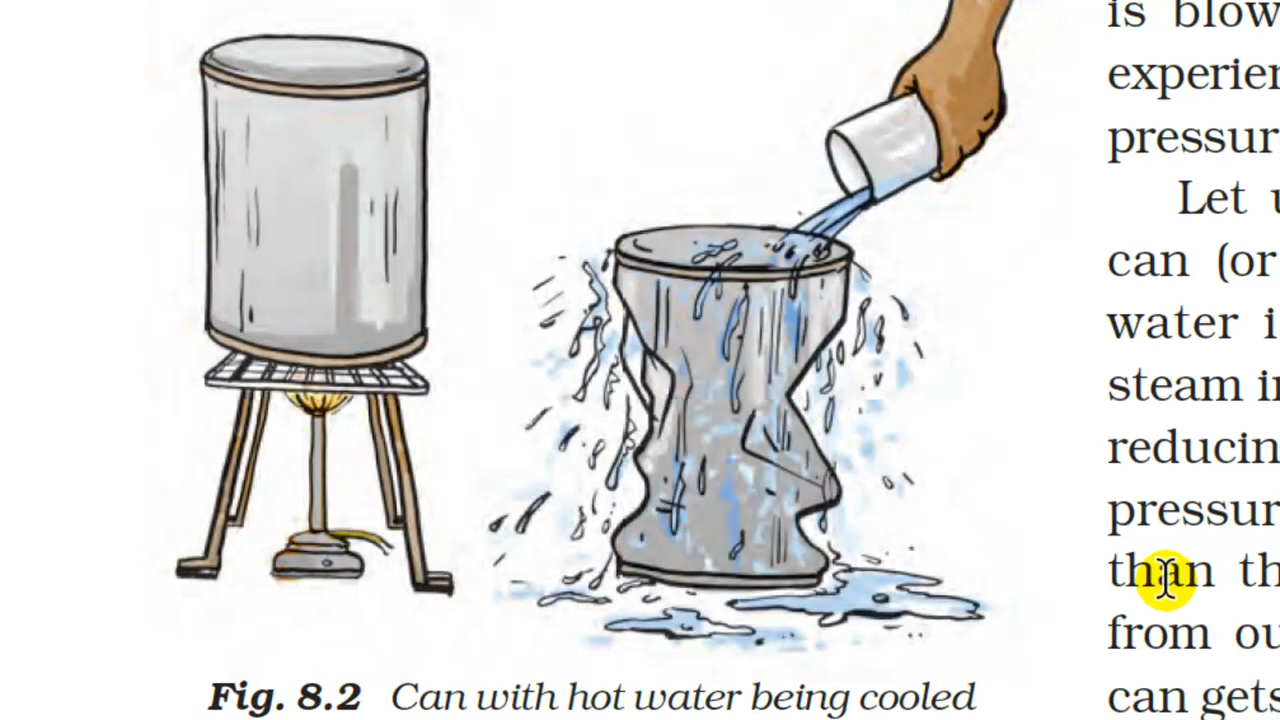 is blow
experien
pressur
Let u
can (or
water i
steam in
reducin
pressur
than th
from ou
can gets
Fig. 8.2 Can with hot water being cooled